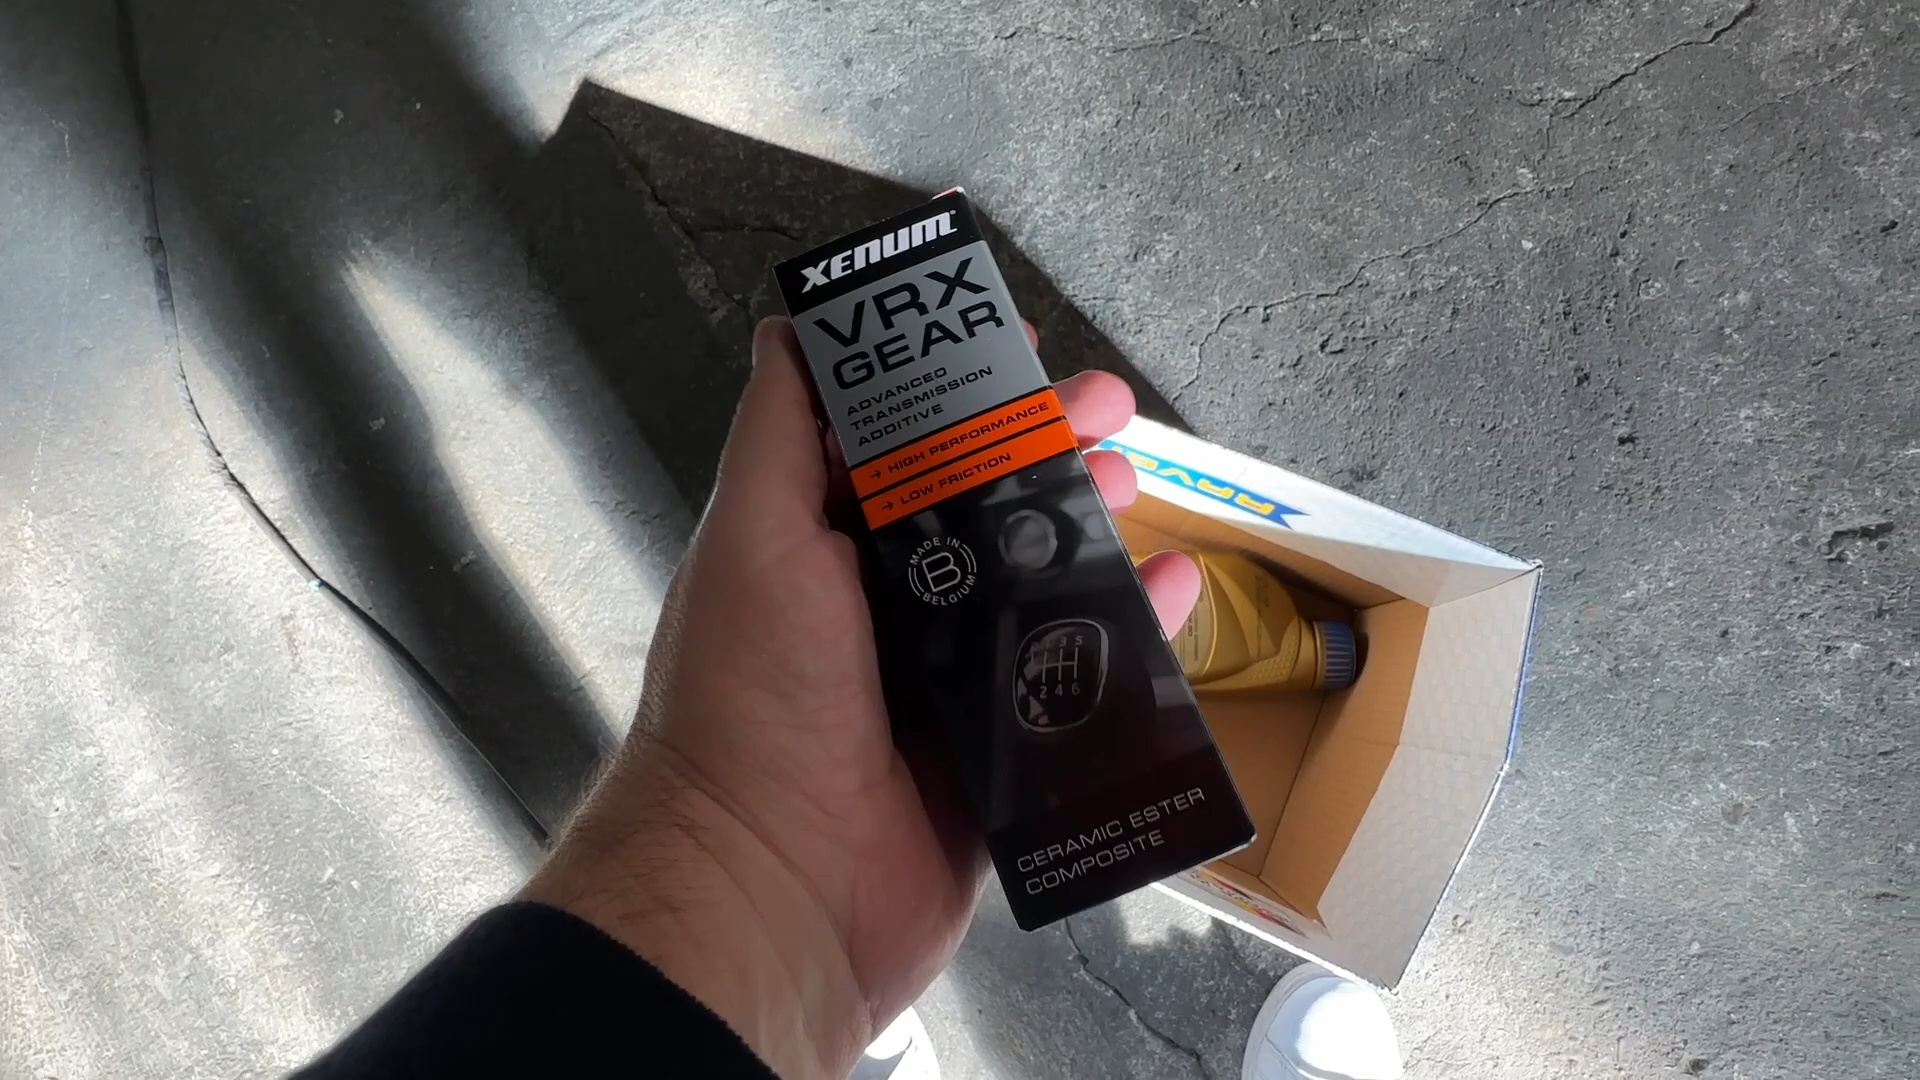 XENUM
VRX
GEAR
ADVANCED
TRANSMISSION
ADDITIVE
→ HIGH PERFORMANCE
→ LOW FRICTION
MADE IN
B
BELGIUM
3 5
2 4 6
CERAMIC ESTER
COMPOSITE